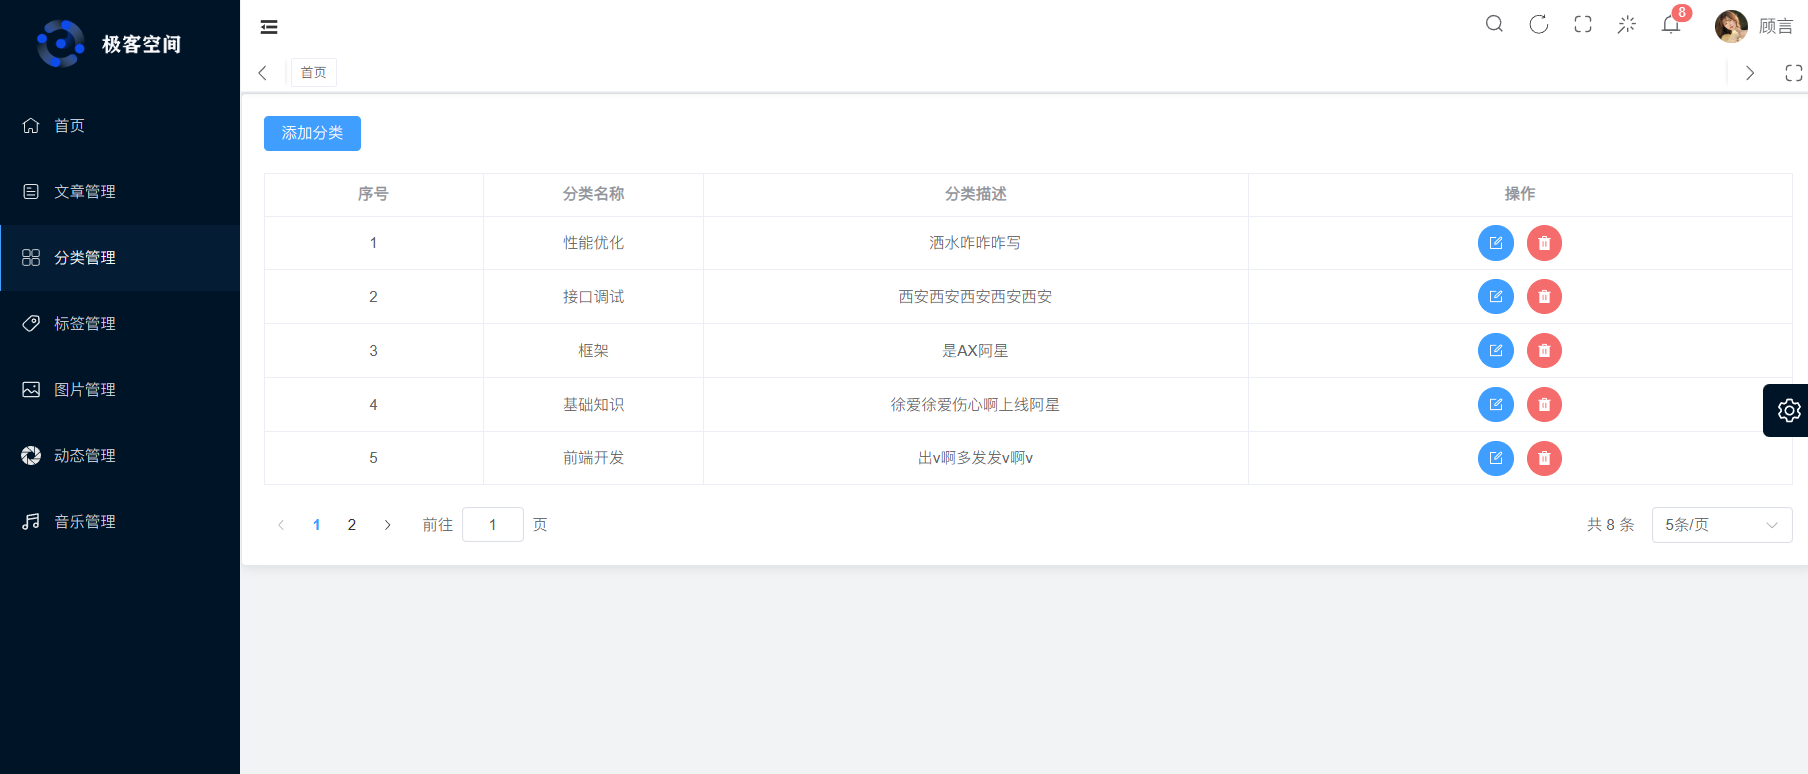 极客空间
首页
文章管理
分类管理
标签管理
图片管理
动态管理
音乐管理
8
顾言
首页
添加分类
序号 分类名称 分类描述 操作
1 性能优化 洒水咋咋咋写
2 接口调试 西安西安西安西安西安
3 框架 是AX阿星
4 基础知识 徐爱徐爱伤心啊上线阿星
5 前端开发 出v啊多发发v啊v
1 2 前往 1 页 共 8 条 5条/页